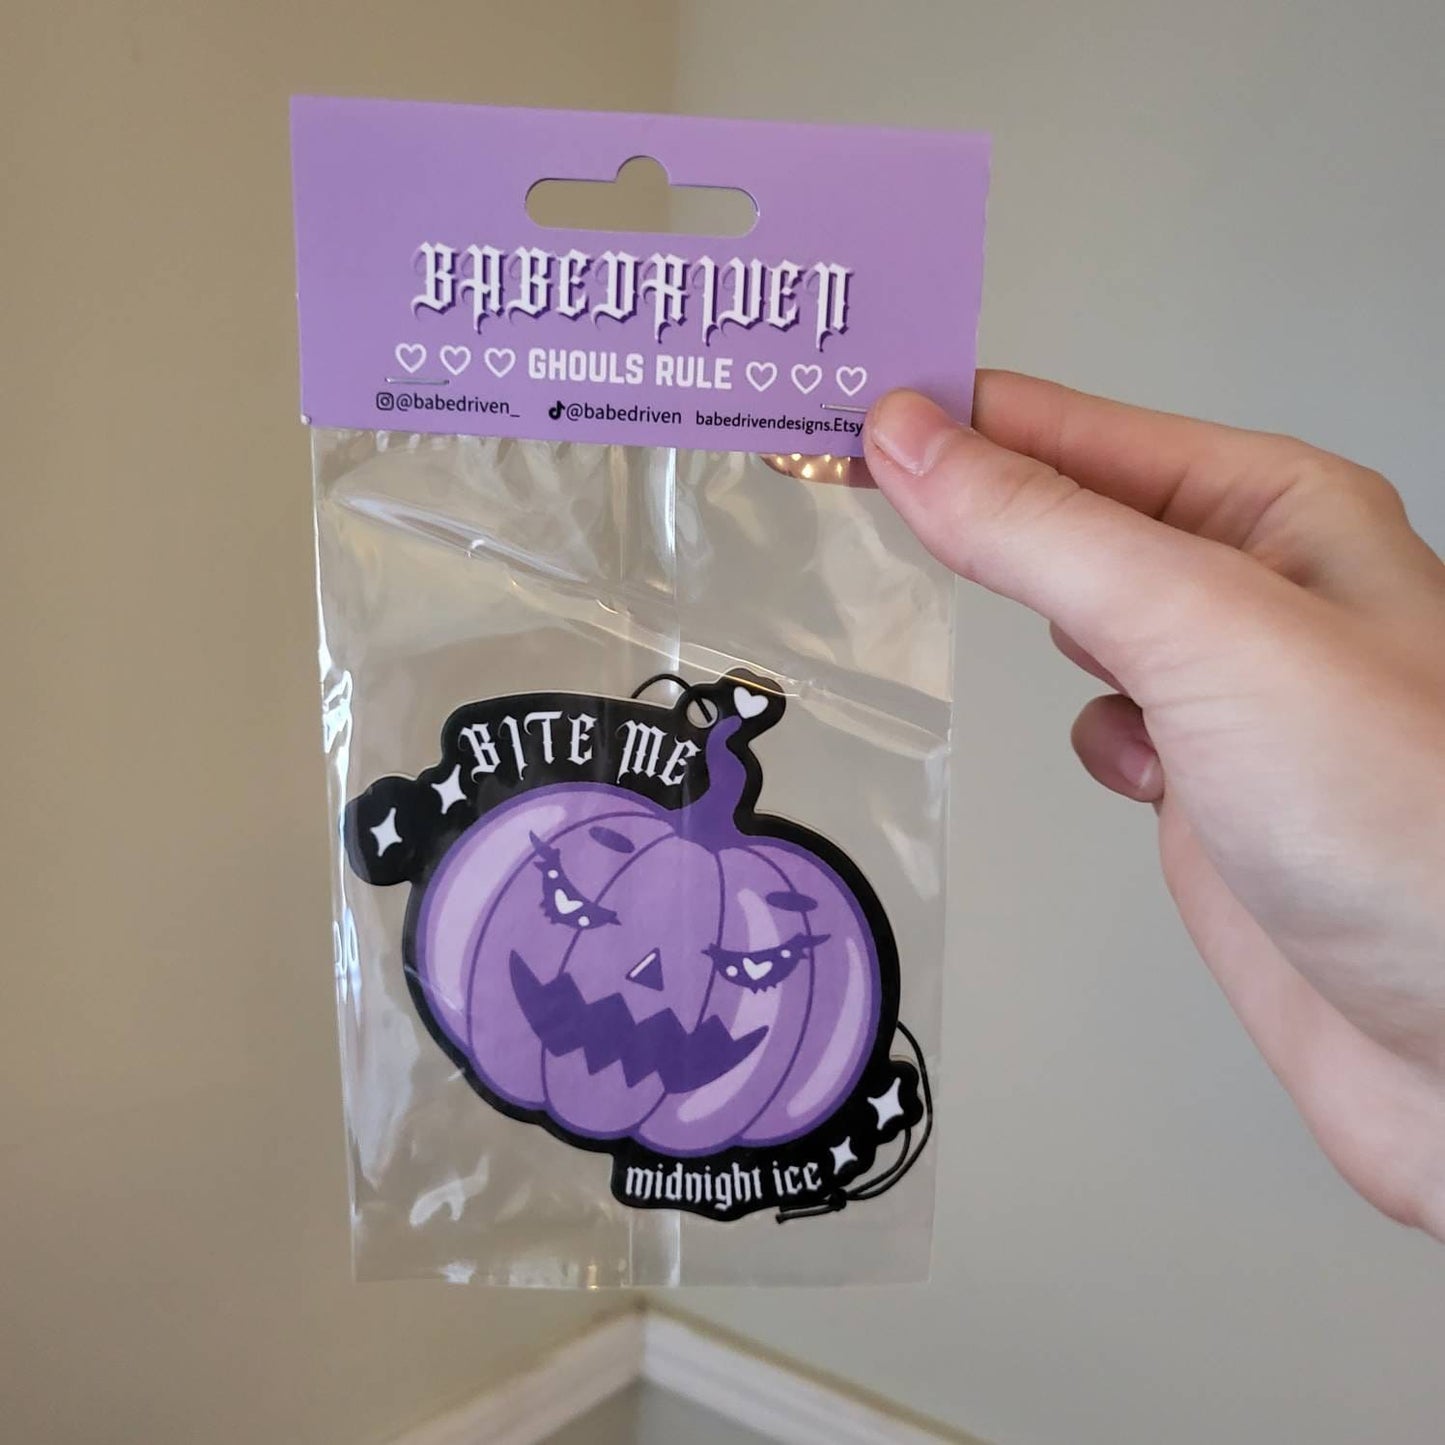 BABEDRIVEN
GHOULS RULE
@babedriven_ @babedriven babedrivendesigns.Etsy
BITE ME
midnight ice